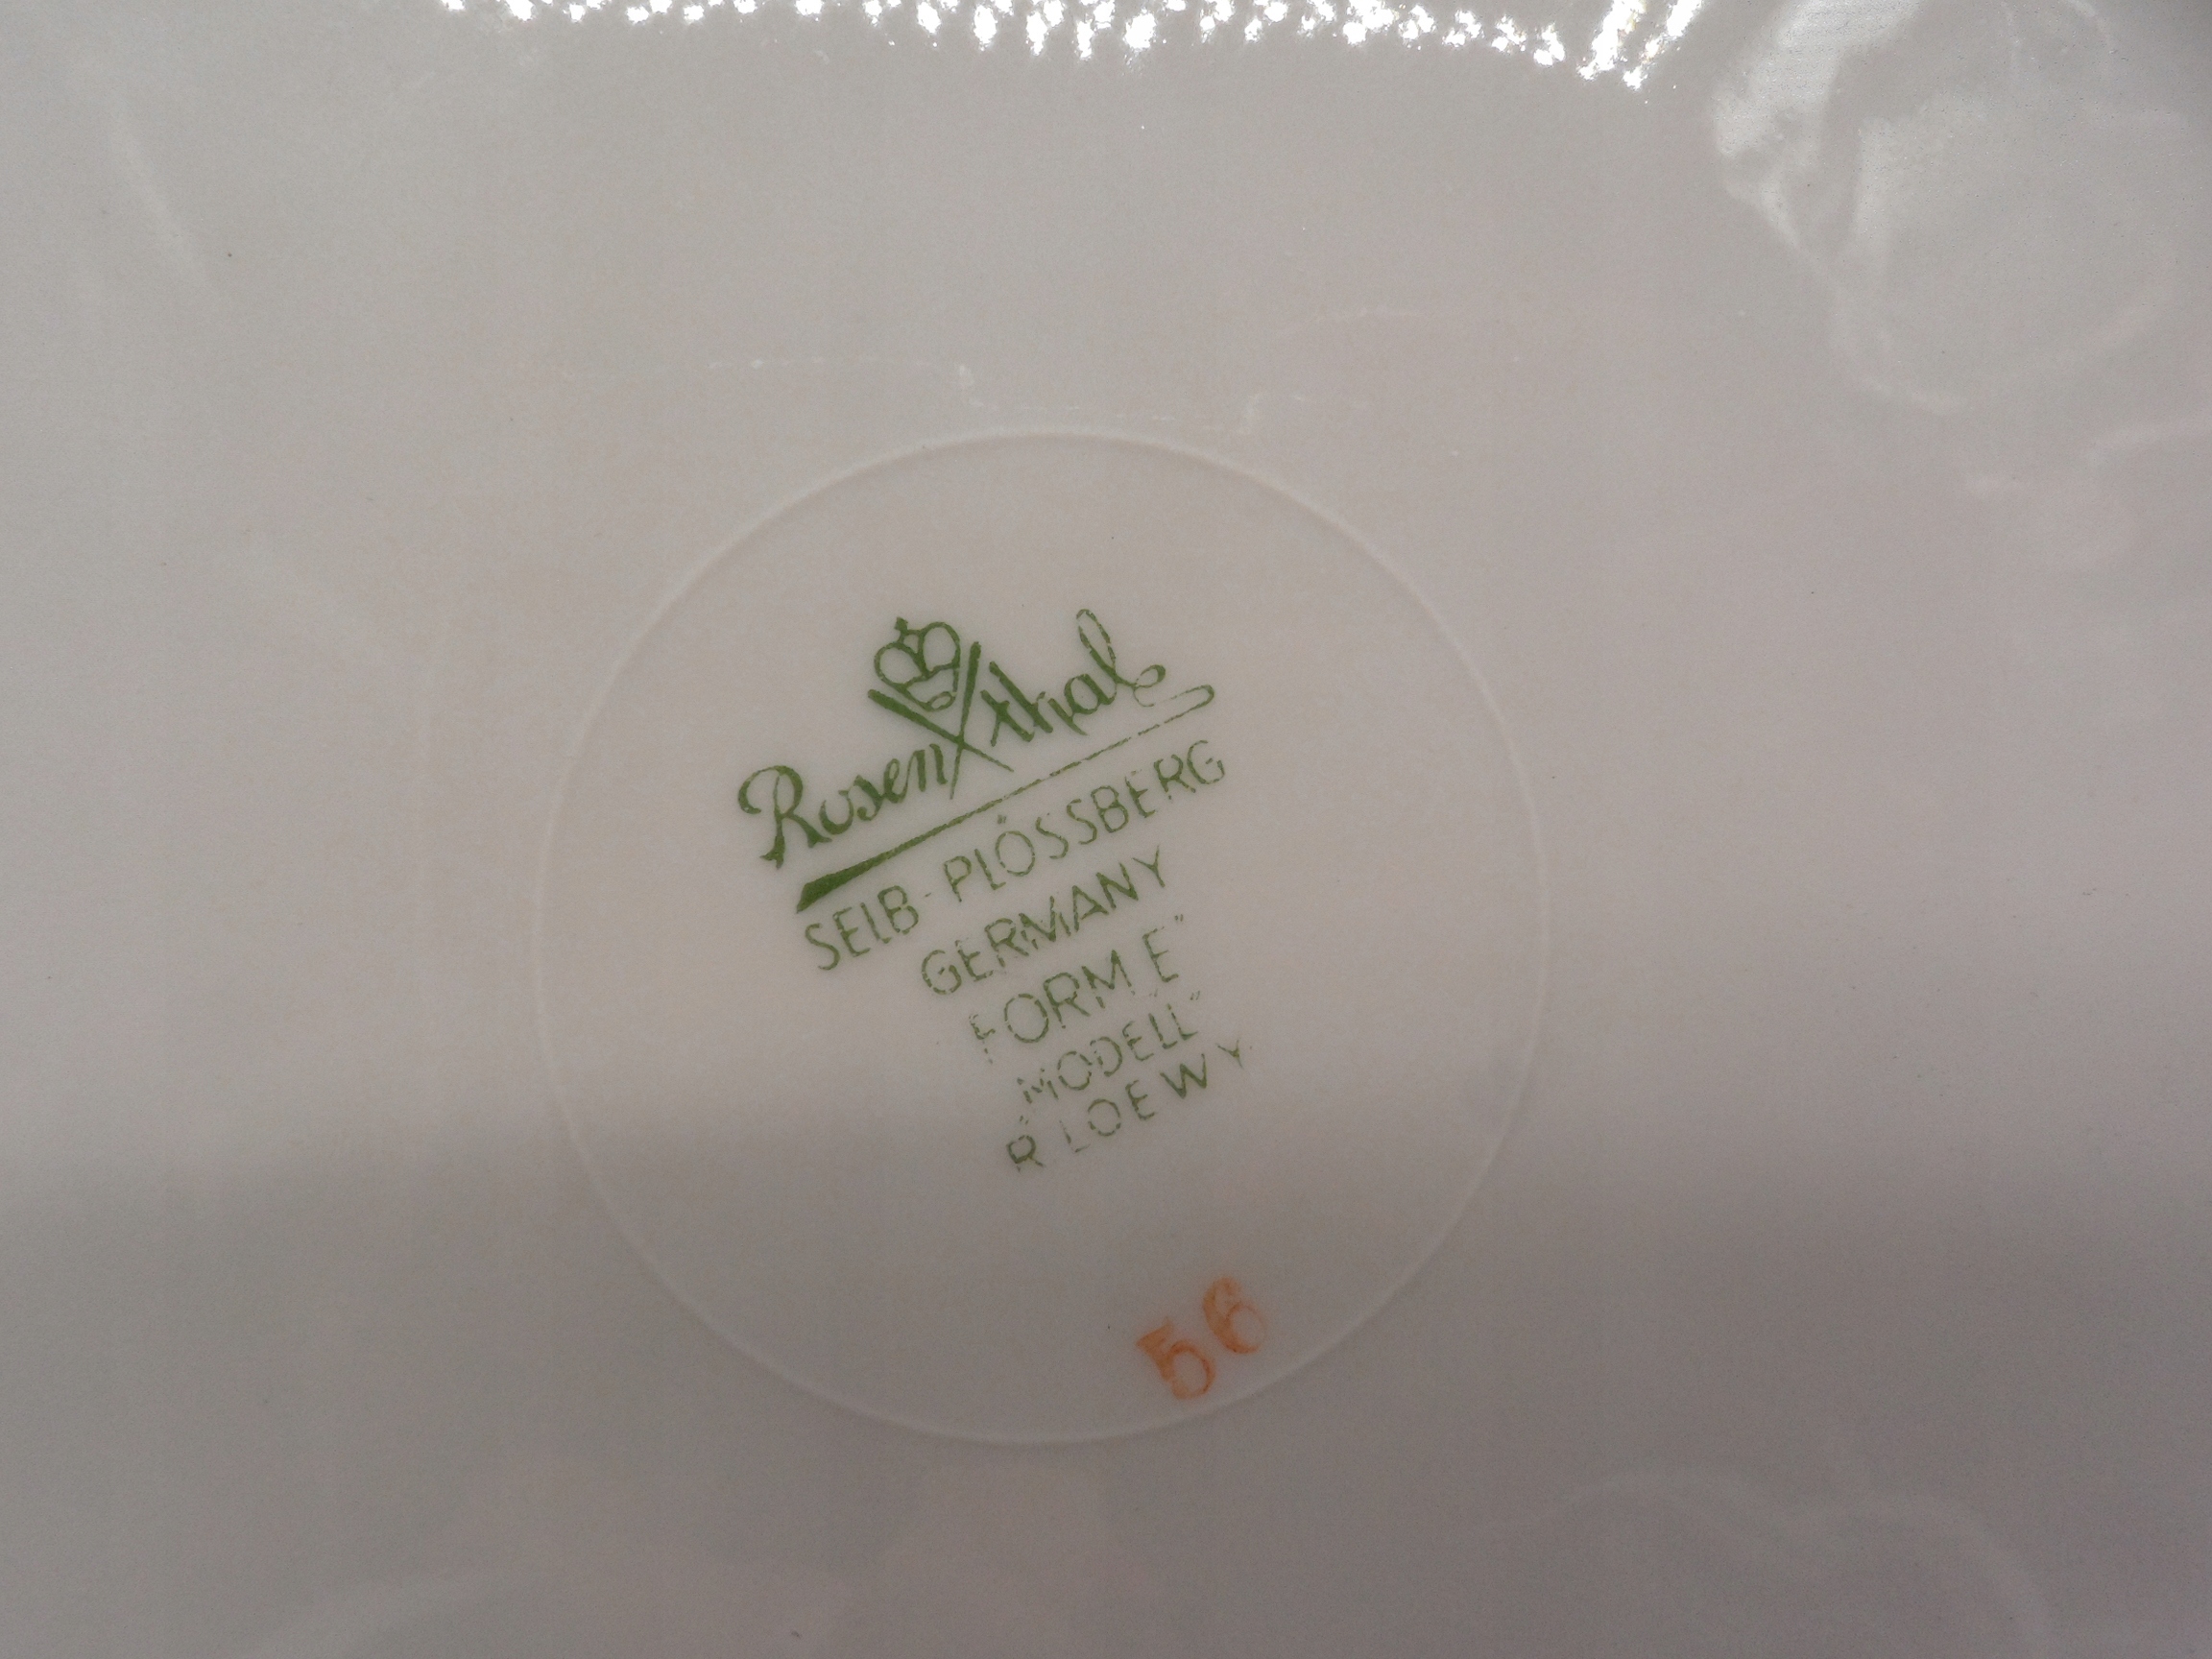 Rosenthal
SELB-PLÖSSBERG
GERMANY
FORM E"
"MODELL"
R LOEWY
56